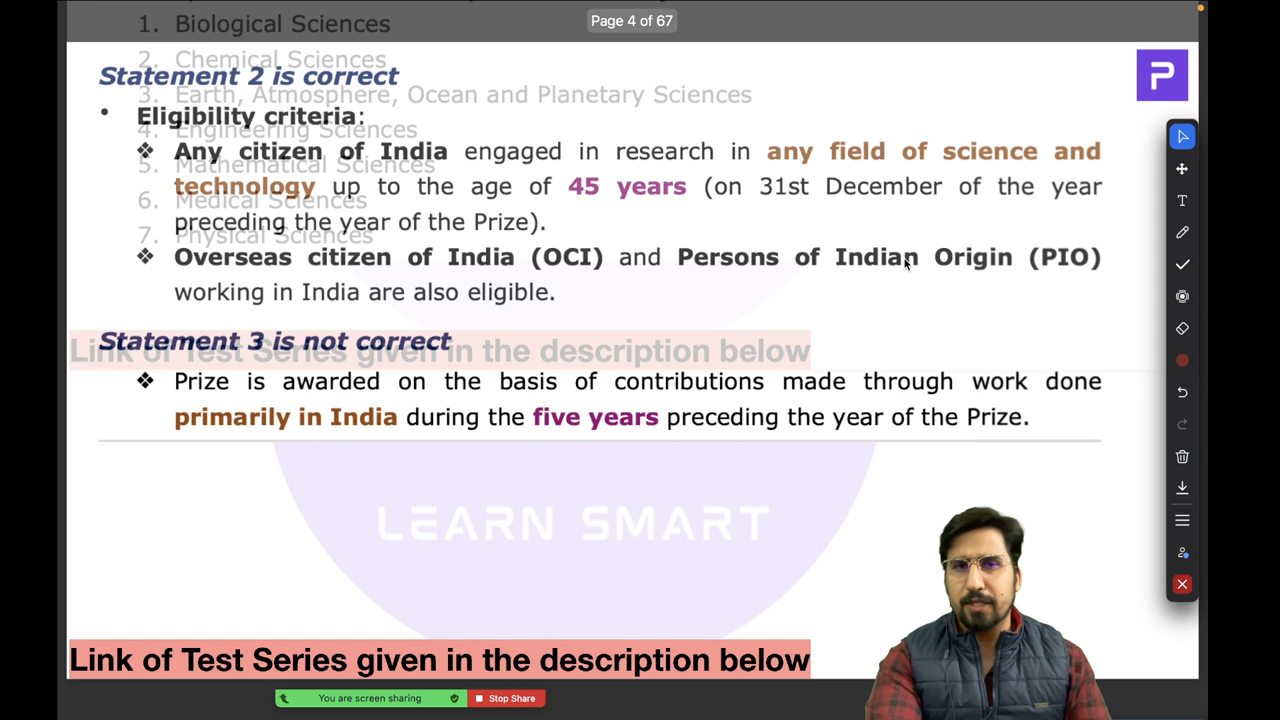 Page 4 of 67
1. Biological Sciences
2. Chemical Sciences
Statement 2 is correct
3. Earth, Atmosphere, Ocean and Planetary Sciences
• Eligibility criteria:
4. Engineering Sciences
❖ Any citizen of India engaged in research in any field of science and
5. Mathematical Sciences
technology up to the age of 45 years (on 31st December of the year
6. Medical Sciences
preceding the year of the Prize).
7. Physical Sciences
❖ Overseas citizen of India (OCI) and Persons of Indian Origin (PIO)
working in India are also eligible.
Statement 3 is not correct
Link of Test Series given in the description below
❖ Prize is awarded on the basis of contributions made through work done
primarily in India during the five years preceding the year of the Prize.
LEARN SMART
Link of Test Series given in the description below
You are screen sharing
Stop Share
P
T